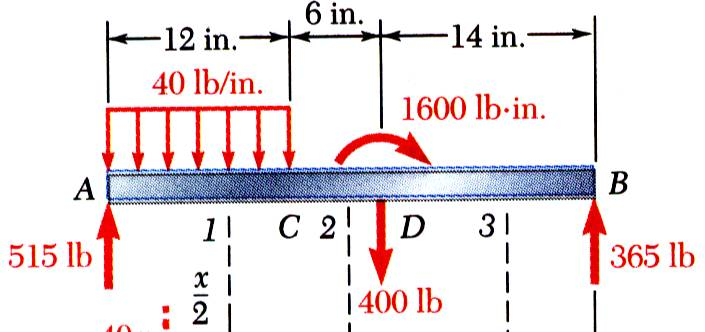 6 in.
12 in.
14 in.
40 lb/in.
1600 lb·in.
A
B
1
C
2
D
3
515 lb
365 lb
x
2
400 lb